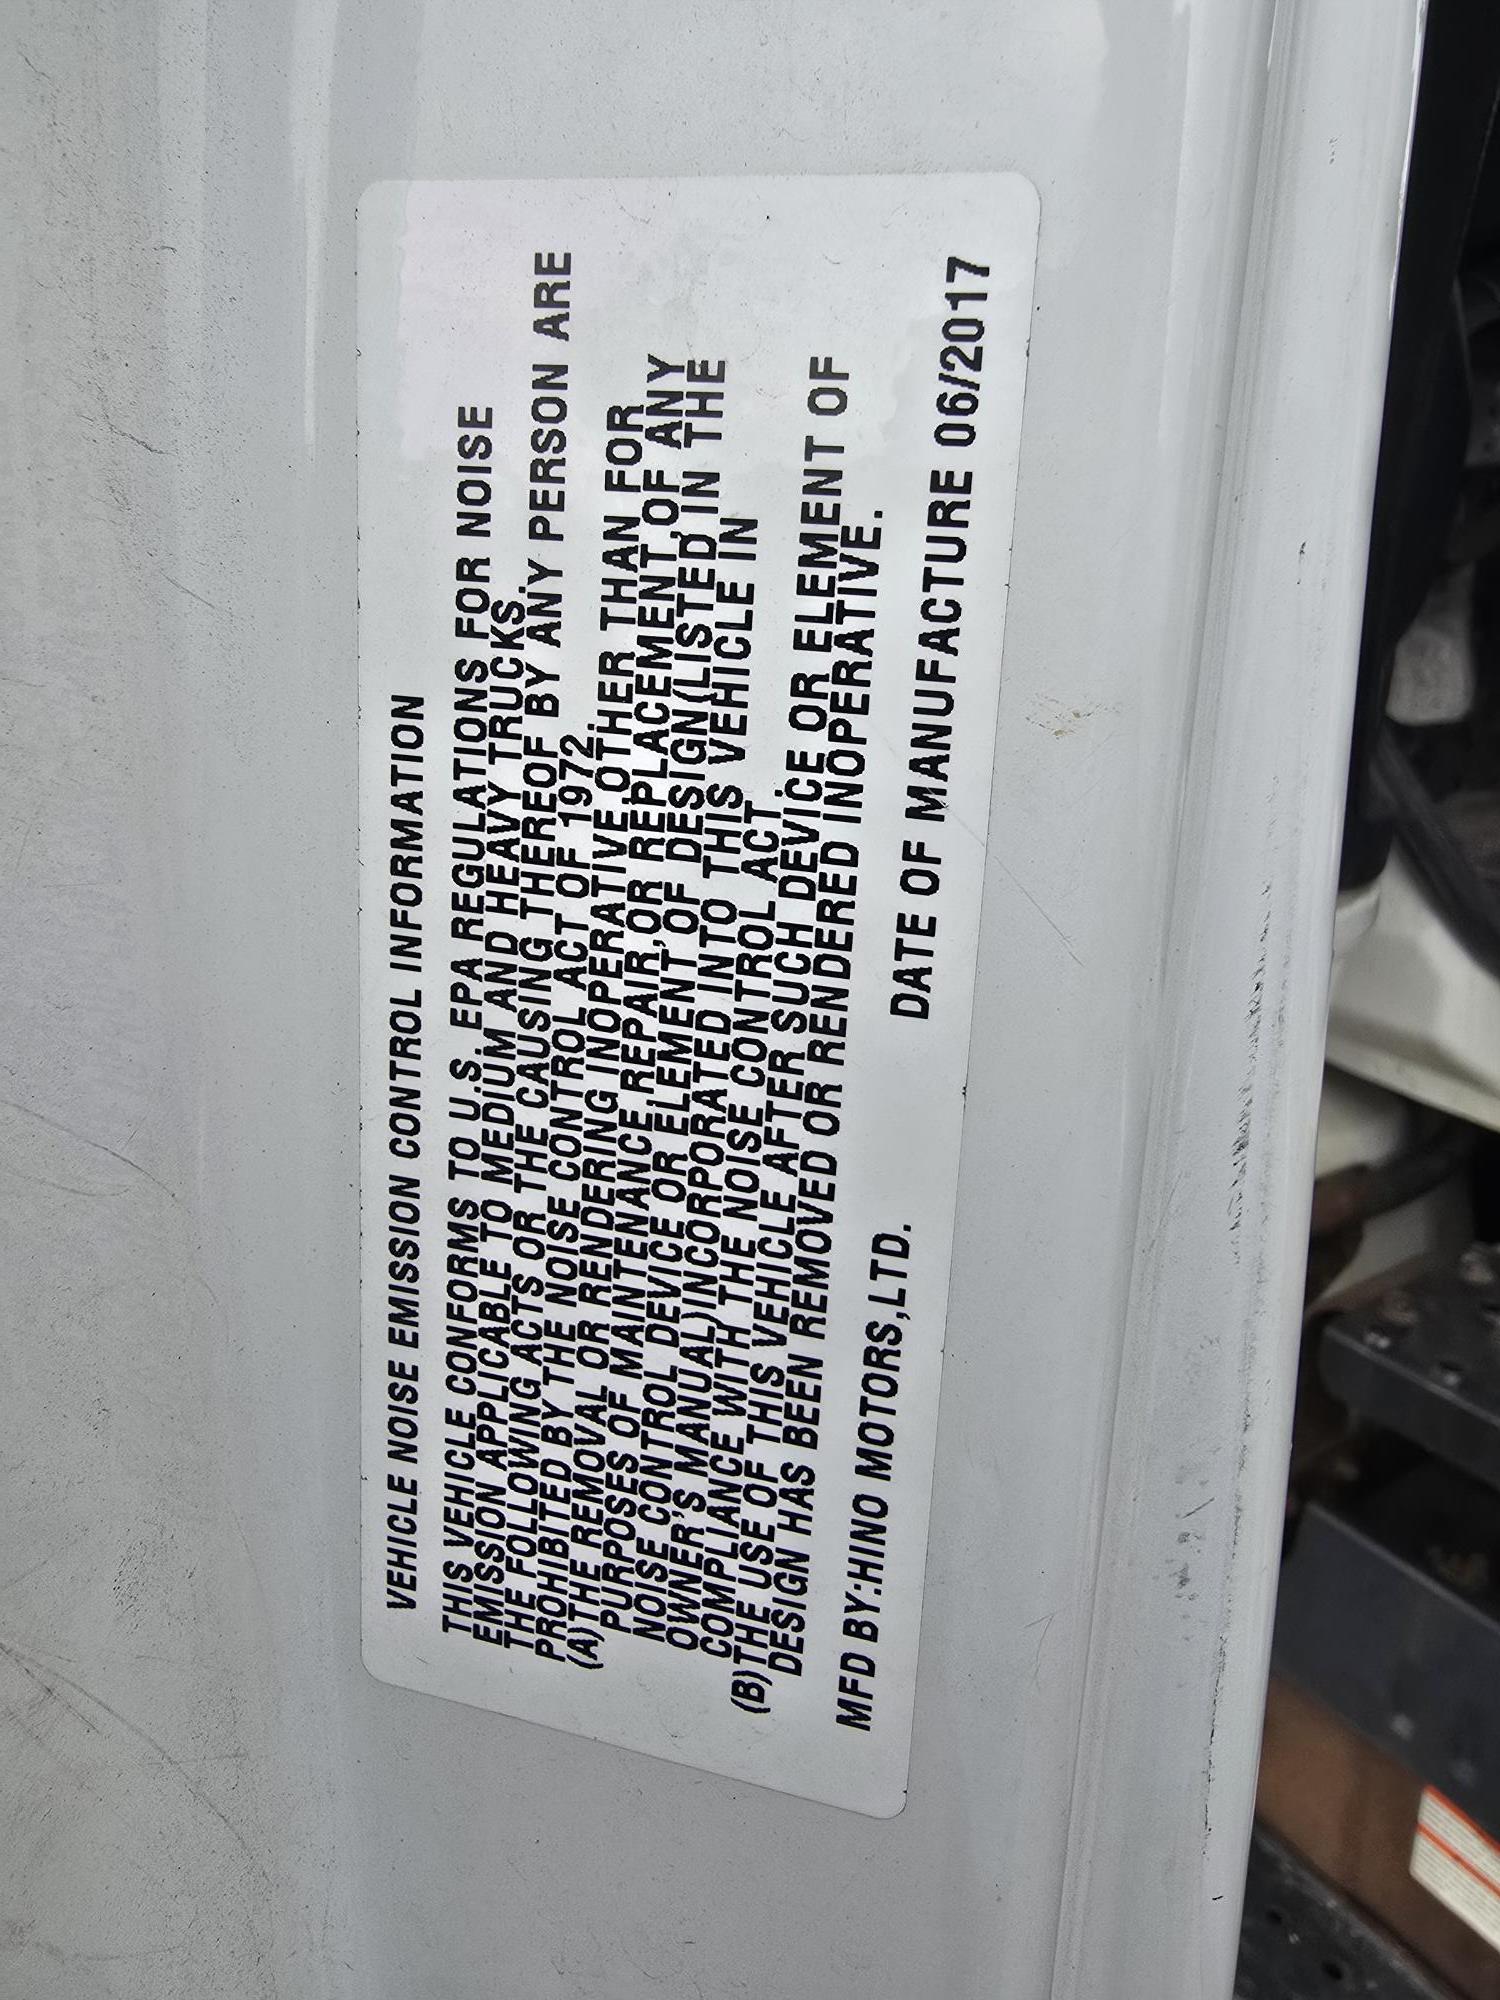 VEHICLE NOISE EMISSION CONTROL INFORMATION
THIS VEHICLE CONFORMS TO U.S. EPA REGULATIONS FOR NOISE
EMISSION APPLICABLE TO MEDIUM AND HEAVY TRUCKS.
THE FOLLOWING ACTS OR THE CAUSING THEREOF BY ANY PERSON ARE
PROHIBITED BY THE NOISE CONTROL ACT OF 1972.
(A)THE REMOVAL OR RENDERING INOPERATIVE,OTHER THAN FOR
PURPOSES OF MAINTENANCE,REPAIR,OR REPLACEMENT,OF ANY
NOISE CONTROL DEVICE OR ELEMENT OF DESIGN(LISTED IN THE
OWNER'S MANUAL)INCORPORATED INTO THIS VEHICLE IN
COMPLIANCE WITH THE NOISE CONTROL ACT.
(B)THE USE OF THIS VEHICLE AFTER SUCH DEVICE OR ELEMENT OF
DESIGN HAS BEEN REMOVED OR RENDERED INOPERATIVE.
MFD BY:HINO MOTORS,LTD. DATE OF MANUFACTURE 06/2017